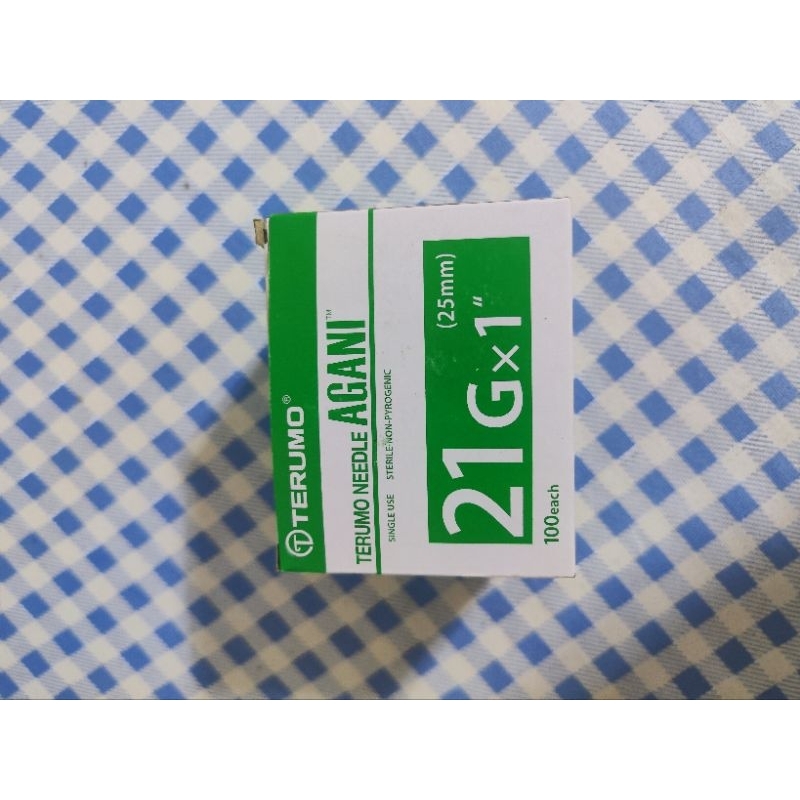 TERUMO®
TERUMO NEEDLE AGANI™
SINGLE USE STERILE·NON-PYROGENIC
21G×1" (25mm)
100each